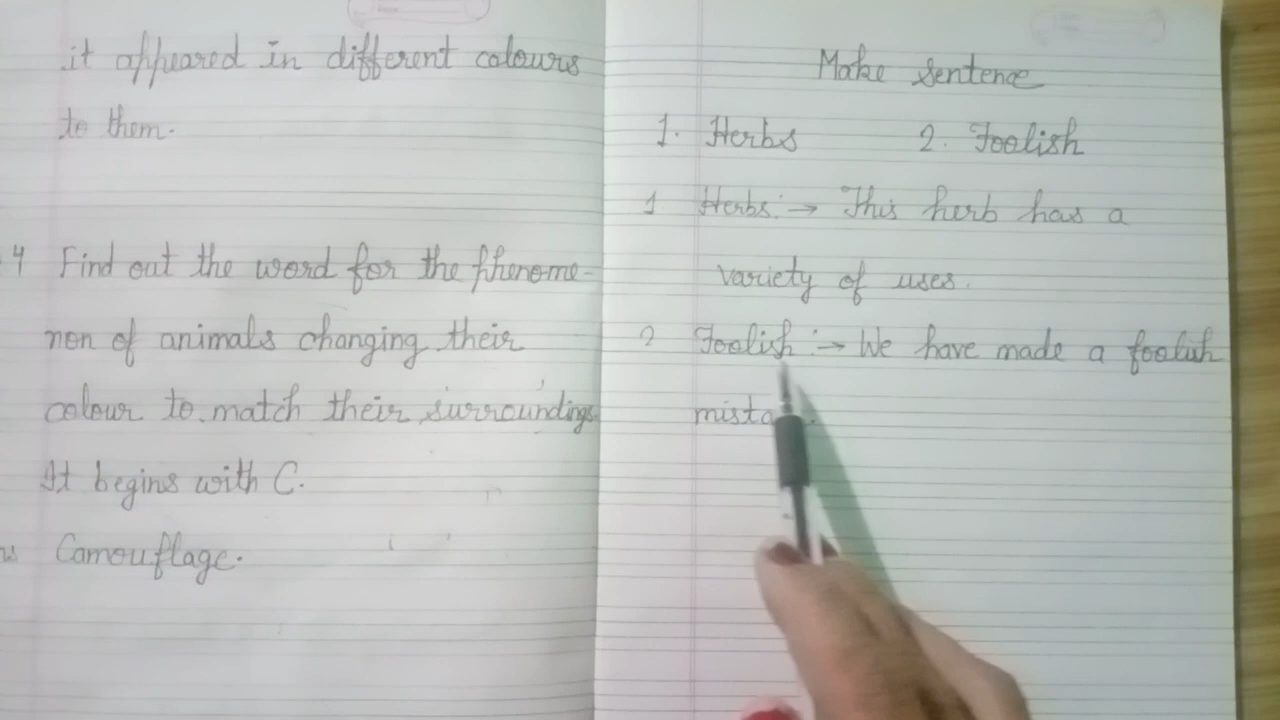 it appeared in different colours
to them.
4 Find out the word for the phenome-
non of animals changing their
colour to match their surroundings
It begins with C.
Camouflage.
Make Sentence
1. Herbs 2. Foolish
1 Herbs :→ This herb has a
variety of uses.
2 Foolish :→ We have made a foolish